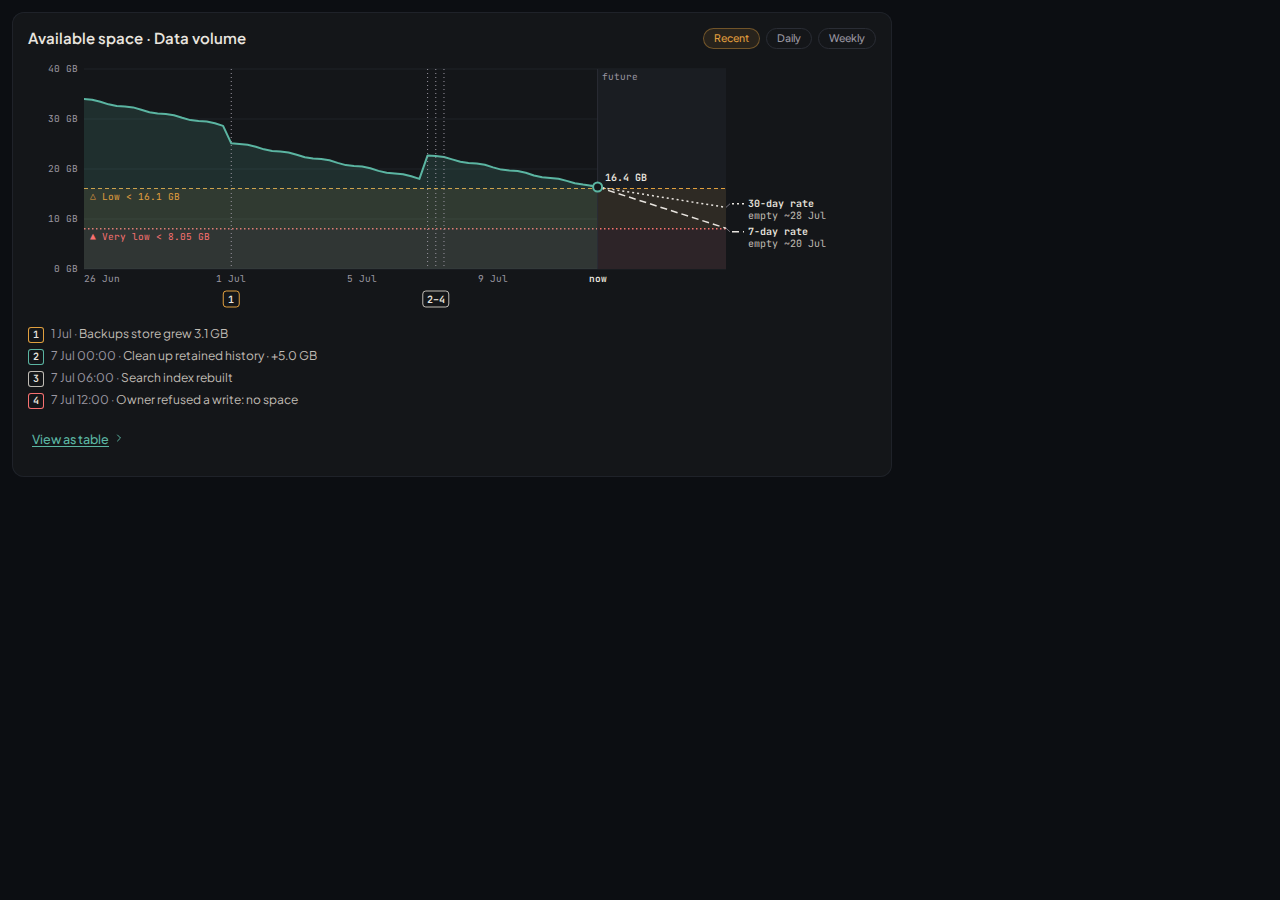 Available space · Data volume
Recent Daily Weekly
40 GB
30 GB
20 GB
10 GB
0 GB
future
16.4 GB
△ Low < 16.1 GB
▲ Very low < 8.05 GB
30-day rate
empty ~28 Jul
7-day rate
empty ~20 Jul
26 Jun 1 Jul 5 Jul 9 Jul now
1 2–4
1 1 Jul · Backups store grew 3.1 GB
2 7 Jul 00:00 · Clean up retained history · +5.0 GB
3 7 Jul 06:00 · Search index rebuilt
4 7 Jul 12:00 · Owner refused a write: no space
View as table